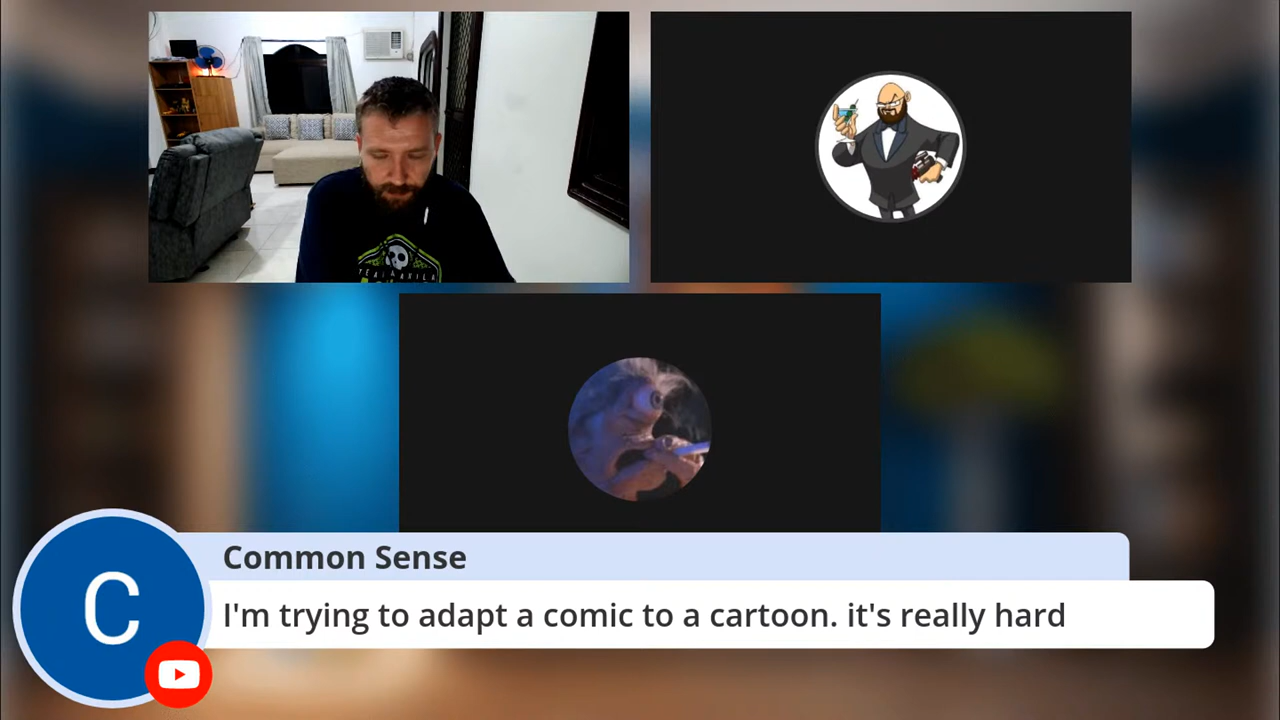 Common Sense
I'm trying to adapt a comic to a cartoon. it's really hard
C